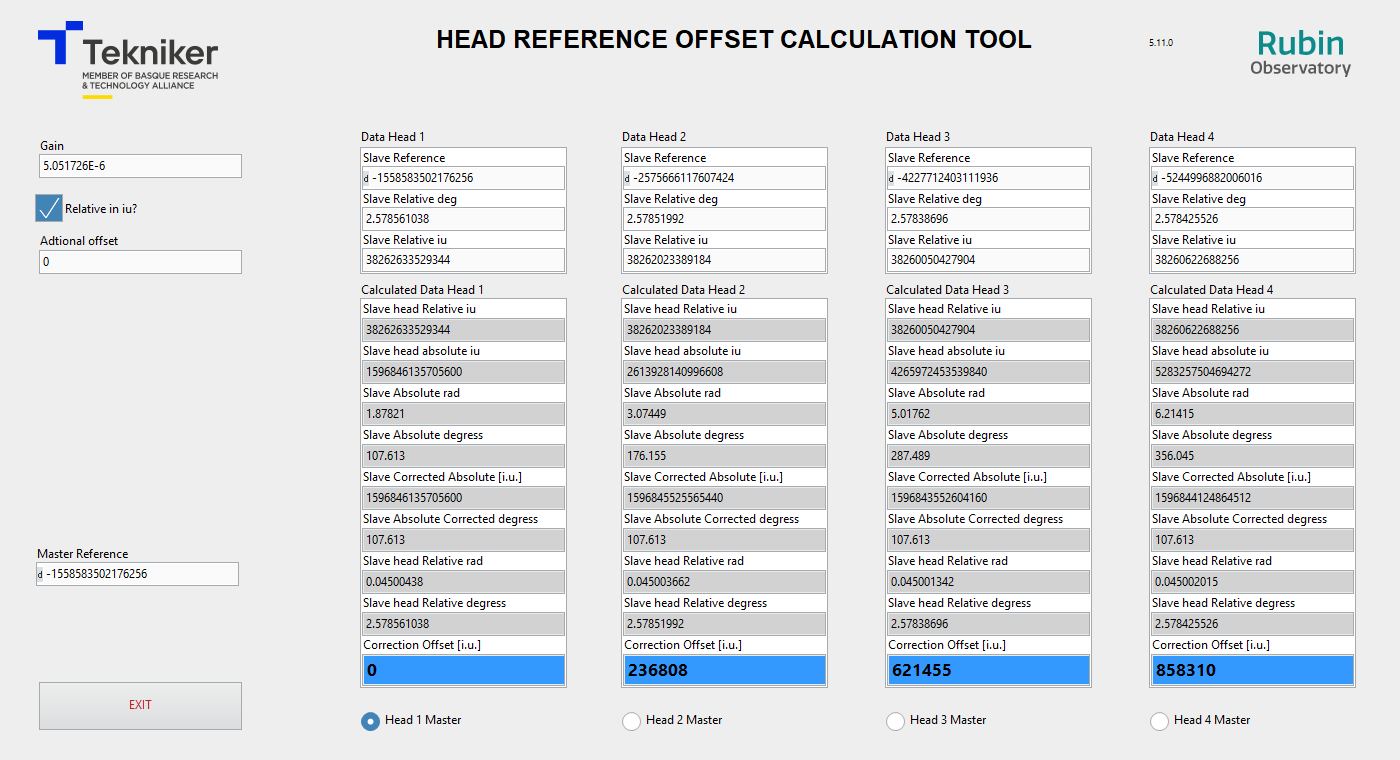 Tekniker
MEMBER OF BASQUE RESEARCH
& TECHNOLOGY ALLIANCE
HEAD REFERENCE OFFSET CALCULATION TOOL
5.11.0
Rubin
Observatory
Gain
5.051726E-6
Relative in iu?
Adtional offset
0
Master Reference
d -1558583502176256
EXIT
Data Head 1
Slave Reference
d -1558583502176256
Slave Relative deg
2.578561038
Slave Relative iu
38262633529344
Calculated Data Head 1
Slave head Relative iu
38262633529344
Slave head absolute iu
1596846135705600
Slave Absolute rad
1.87821
Slave Absolute degress
107.613
Slave Corrected Absolute [i.u.]
1596846135705600
Slave Absolute Corrected degress
107.613
Slave head Relative rad
0.04500438
Slave head Relative degress
2.578561038
Correction Offset [i.u.]
0
Head 1 Master
Data Head 2
Slave Reference
d -2575666117607424
Slave Relative deg
2.57851992
Slave Relative iu
38262023389184
Calculated Data Head 2
Slave head Relative iu
38262023389184
Slave head absolute iu
2613928140996608
Slave Absolute rad
3.07449
Slave Absolute degress
176.155
Slave Corrected Absolute [i.u.]
1596845525565440
Slave Absolute Corrected degress
107.613
Slave head Relative rad
0.045003662
Slave head Relative degress
2.57851992
Correction Offset [i.u.]
236808
Head 2 Master
Data Head 3
Slave Reference
d -4227712403111936
Slave Relative deg
2.57838696
Slave Relative iu
38260050427904
Calculated Data Head 3
Slave head Relative iu
38260050427904
Slave head absolute iu
4265972453539840
Slave Absolute rad
5.01762
Slave Absolute degress
287.489
Slave Corrected Absolute [i.u.]
1596843552604160
Slave Absolute Corrected degress
107.613
Slave head Relative rad
0.045001342
Slave head Relative degress
2.57838696
Correction Offset [i.u.]
621455
Head 3 Master
Data Head 4
Slave Reference
d -5244996882006016
Slave Relative deg
2.578425526
Slave Relative iu
38260622688256
Calculated Data Head 4
Slave head Relative iu
38260622688256
Slave head absolute iu
5283257504694272
Slave Absolute rad
6.21415
Slave Absolute degress
356.045
Slave Corrected Absolute [i.u.]
1596844124864512
Slave Absolute Corrected degress
107.613
Slave head Relative rad
0.045002015
Slave head Relative degress
2.578425526
Correction Offset [i.u.]
858310
Head 4 Master